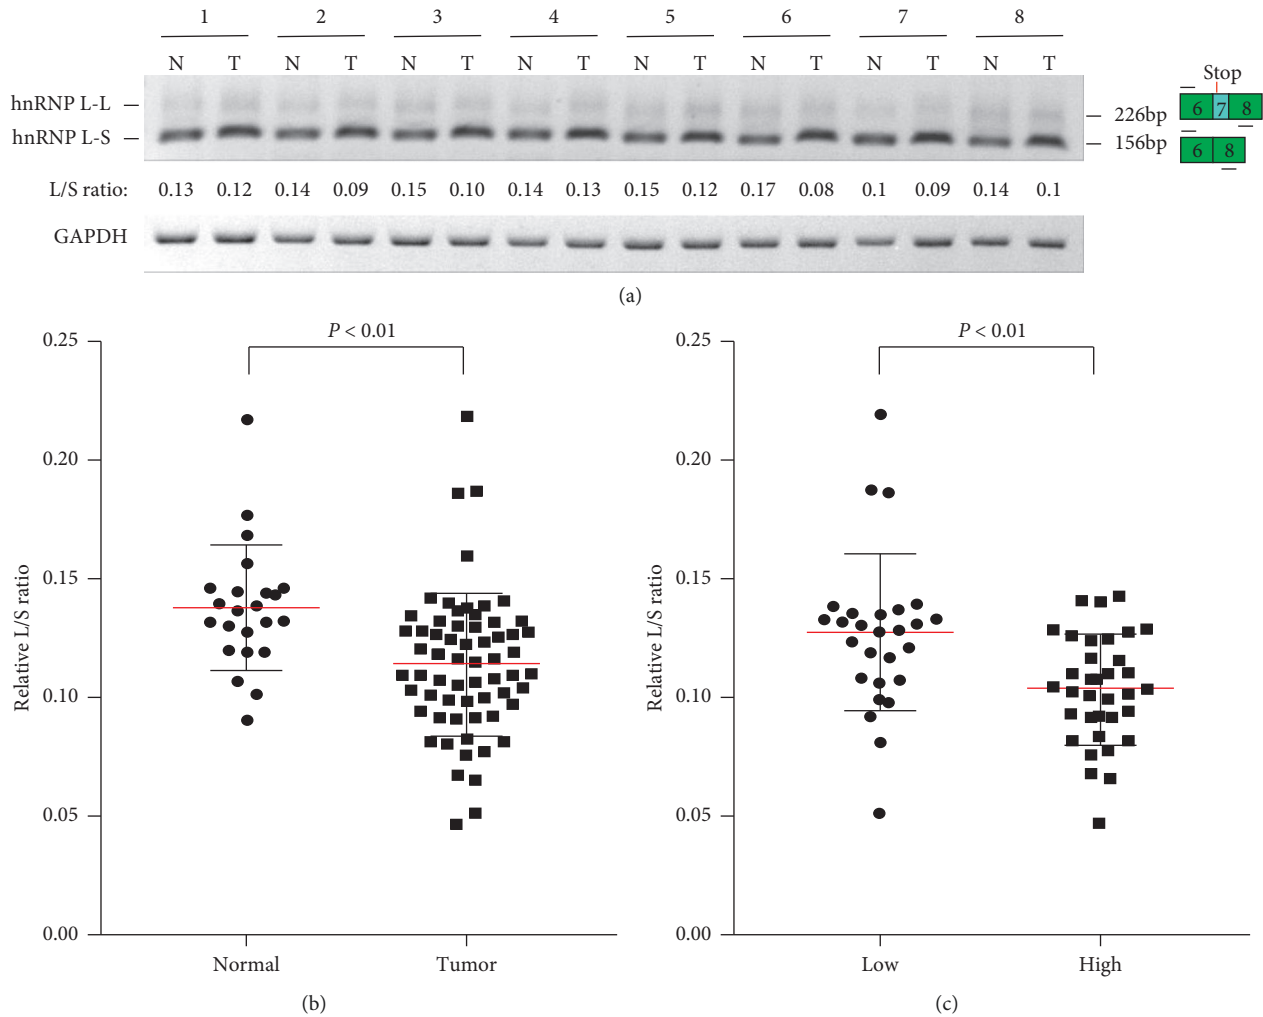 1 2 3 4 5 6 7 8
N T N T N T N T N T N T N T N T
Stop
hnRNP L-L
6 7 8
226bp
hnRNP L-S
156bp
6 8
L/S ratio: 0.13 0.12 0.14 0.09 0.15 0.10 0.14 0.13 0.15 0.12 0.17 0.08 0.1 0.09 0.14 0.1
GAPDH
(a)
P < 0.01
0.25
0.20
0.15
0.10
0.05
0.00
Relative L/S ratio
Normal Tumor
(b)
P < 0.01
0.25
0.20
0.15
0.10
0.05
0.00
Relative L/S ratio
Low High
(c)